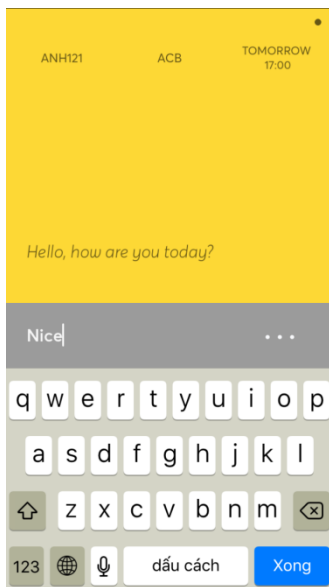 ANH121 ACB TOMORROW
17:00
Hello, how are you today?
Nice
q w e r t y u i o p
a s d f g h j k l
z x c v b n m
123 dấu cách Xong